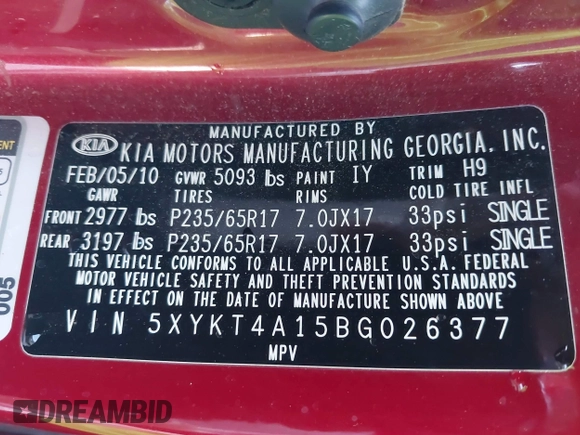 MANUFACTURED BY
KIA KIA MOTORS MANUFACTURING GEORGIA, INC.
FEB/05/10 GVWR 5093 lbs PAINT IY TRIM H9
GAWR TIRES RIMS COLD TIRE INFL
FRONT 2977 lbs P235/65R17 7.0JX17 33psi SINGLE
REAR 3197 lbs P235/65R17 7.0JX17 33psi SINGLE
THIS VEHICLE CONFORMS TO ALL APPLICABLE U.S.A. FEDERAL
MOTOR VEHICLE SAFETY AND THEFT PREVENTION STANDARDS
IN EFFECT ON THE DATE OF MANUFACTURE SHOWN ABOVE
VIN 5XYKT4A15BG026377
MPV
005
DREAMBID